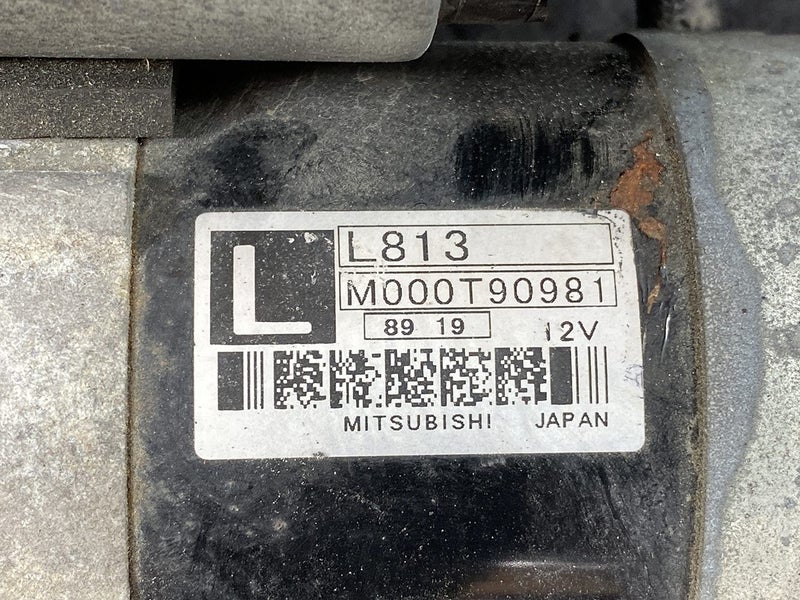 L
L813
M000T90981
89 19
12V
MITSUBISHI JAPAN